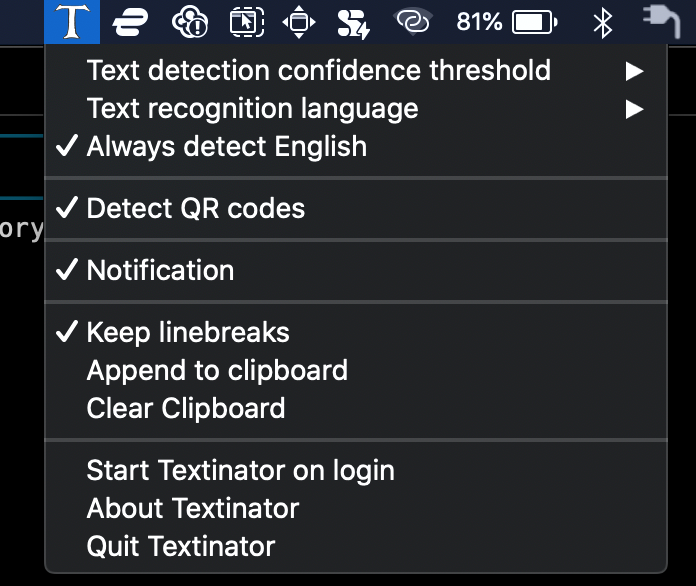 T
81%
ory
Text detection confidence threshold
Text recognition language
Always detect English
Detect QR codes
Notification
Keep linebreaks
Append to clipboard
Clear Clipboard
Start Textinator on login
About Textinator
Quit Textinator